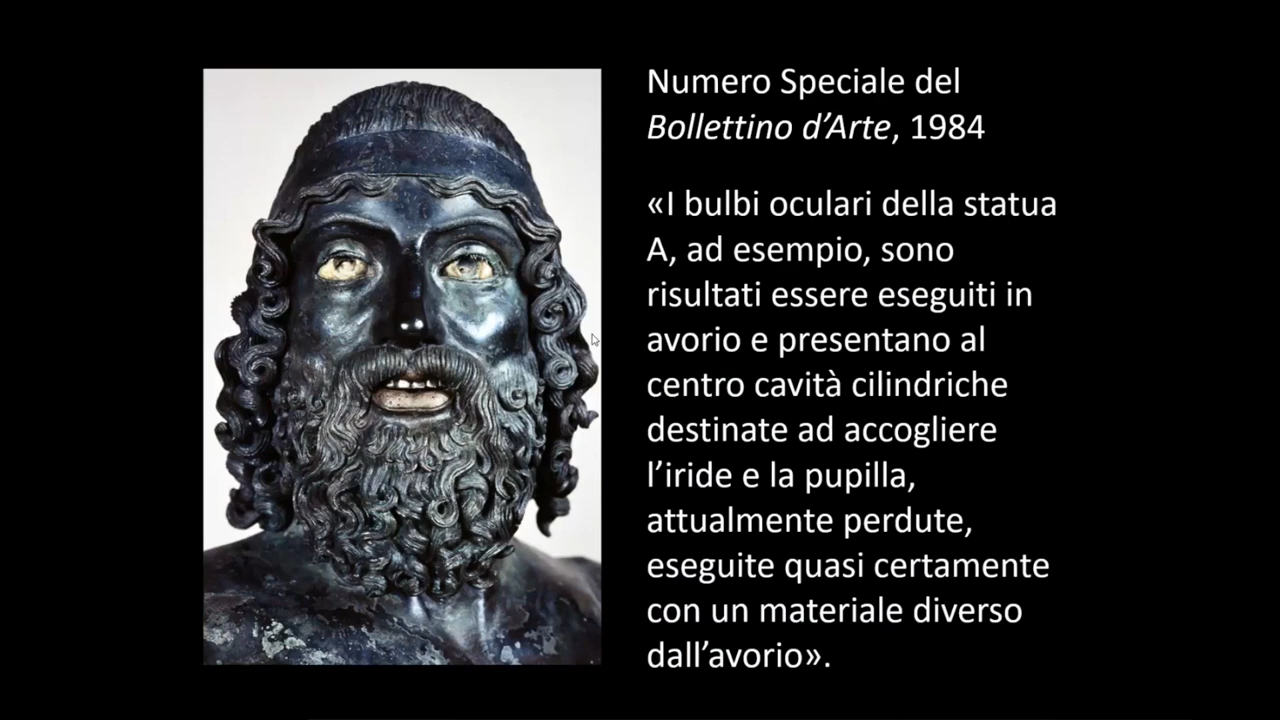 Numero Speciale del
Bollettino d’Arte, 1984
«I bulbi oculari della statua
A, ad esempio, sono
risultati essere eseguiti in
avorio e presentano al
centro cavità cilindriche
destinate ad accogliere
l’iride e la pupilla,
attualmente perdute,
eseguite quasi certamente
con un materiale diverso
dall’avorio».